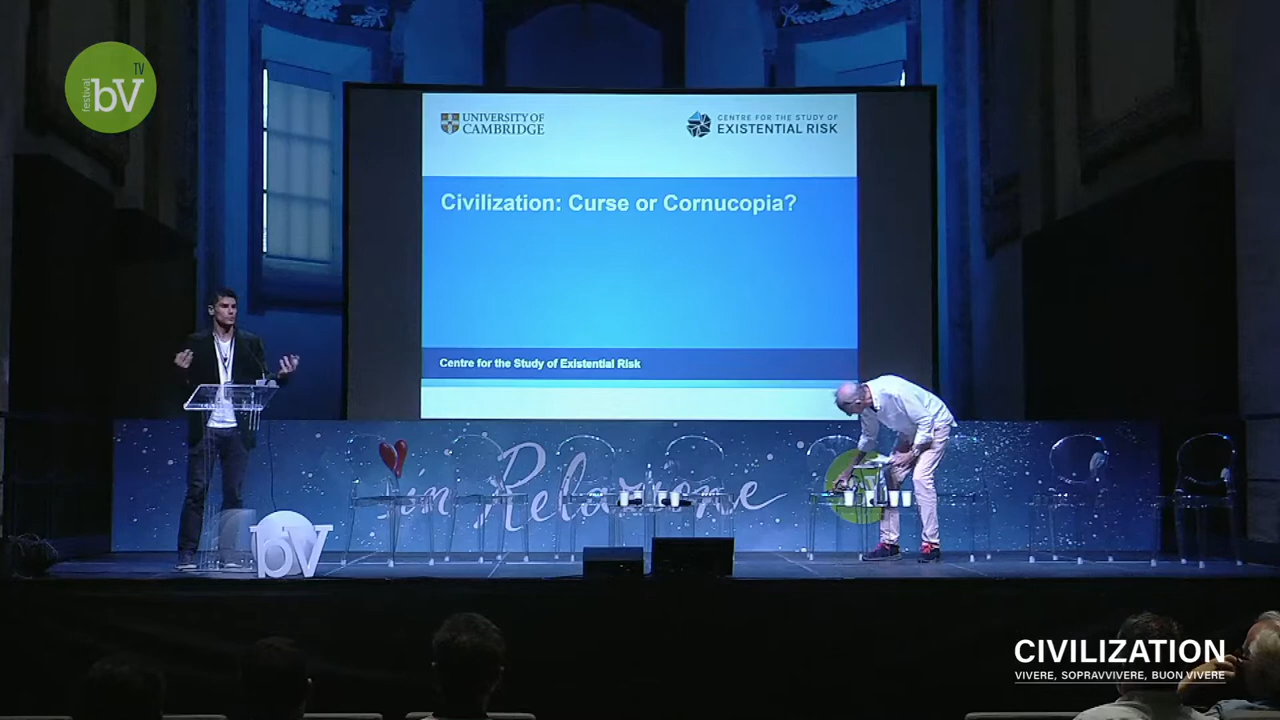 festival
bV
TV
UNIVERSITY OF
CAMBRIDGE
CENTRE FOR THE STUDY OF
EXISTENTIAL RISK
Civilization: Curse or Cornucopia?
Centre for the Study of Existential Risk
in Relazione
bV
CIVILIZATION
VIVERE, SOPRAVVIVERE, BUON VIVERE